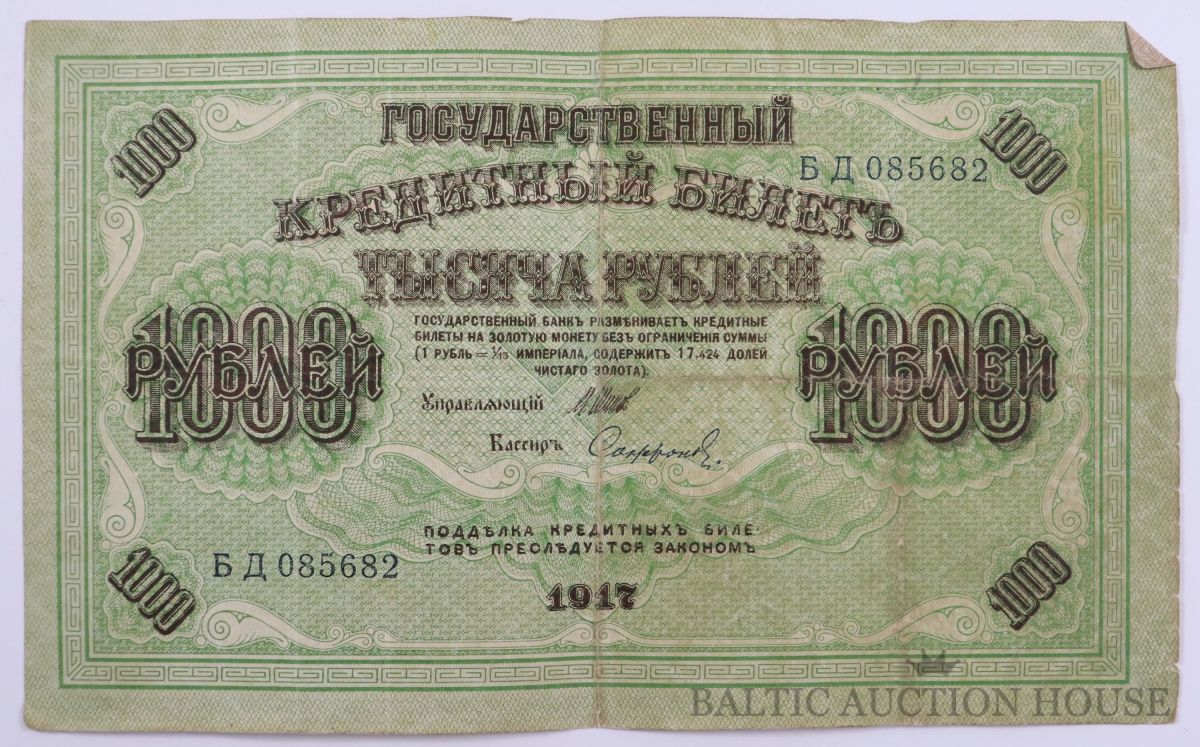 ГОСУДАРСТВЕННЫЙ
1000
1000
БД 085682
КРЕДИТНЫЙ БИЛЕТЪ
ТЫСЯЧА РУБЛЕЙ
ГОСУДАРСТВЕННЫЙ БАНКЪ РАЗМѢНИВАЕТЪ КРЕДИТНЫЕ
БИЛЕТЫ НА ЗОЛОТУЮ МОНЕТУ БЕЗЪ ОГРАНИЧЕНІЯ СУММЫ
(1 РУБЛЬ = 1/15 ИМПЕРІАЛА, СОДЕРЖИТЪ 17.424 ДОЛЕЙ
ЧИСТАГО ЗОЛОТА).
1000 РУБЛЕЙ
1000 РУБЛЕЙ
Управляющій И.Шипов
Кассиръ Софронов
ПОДДѢЛКА КРЕДИТНЫХЪ БИЛЕ-
ТОВЪ ПРЕСЛѢДУЕТСЯ ЗАКОНОМЪ
БД 085682
1000
1000
1917
BALTIC AUCTION HOUSE